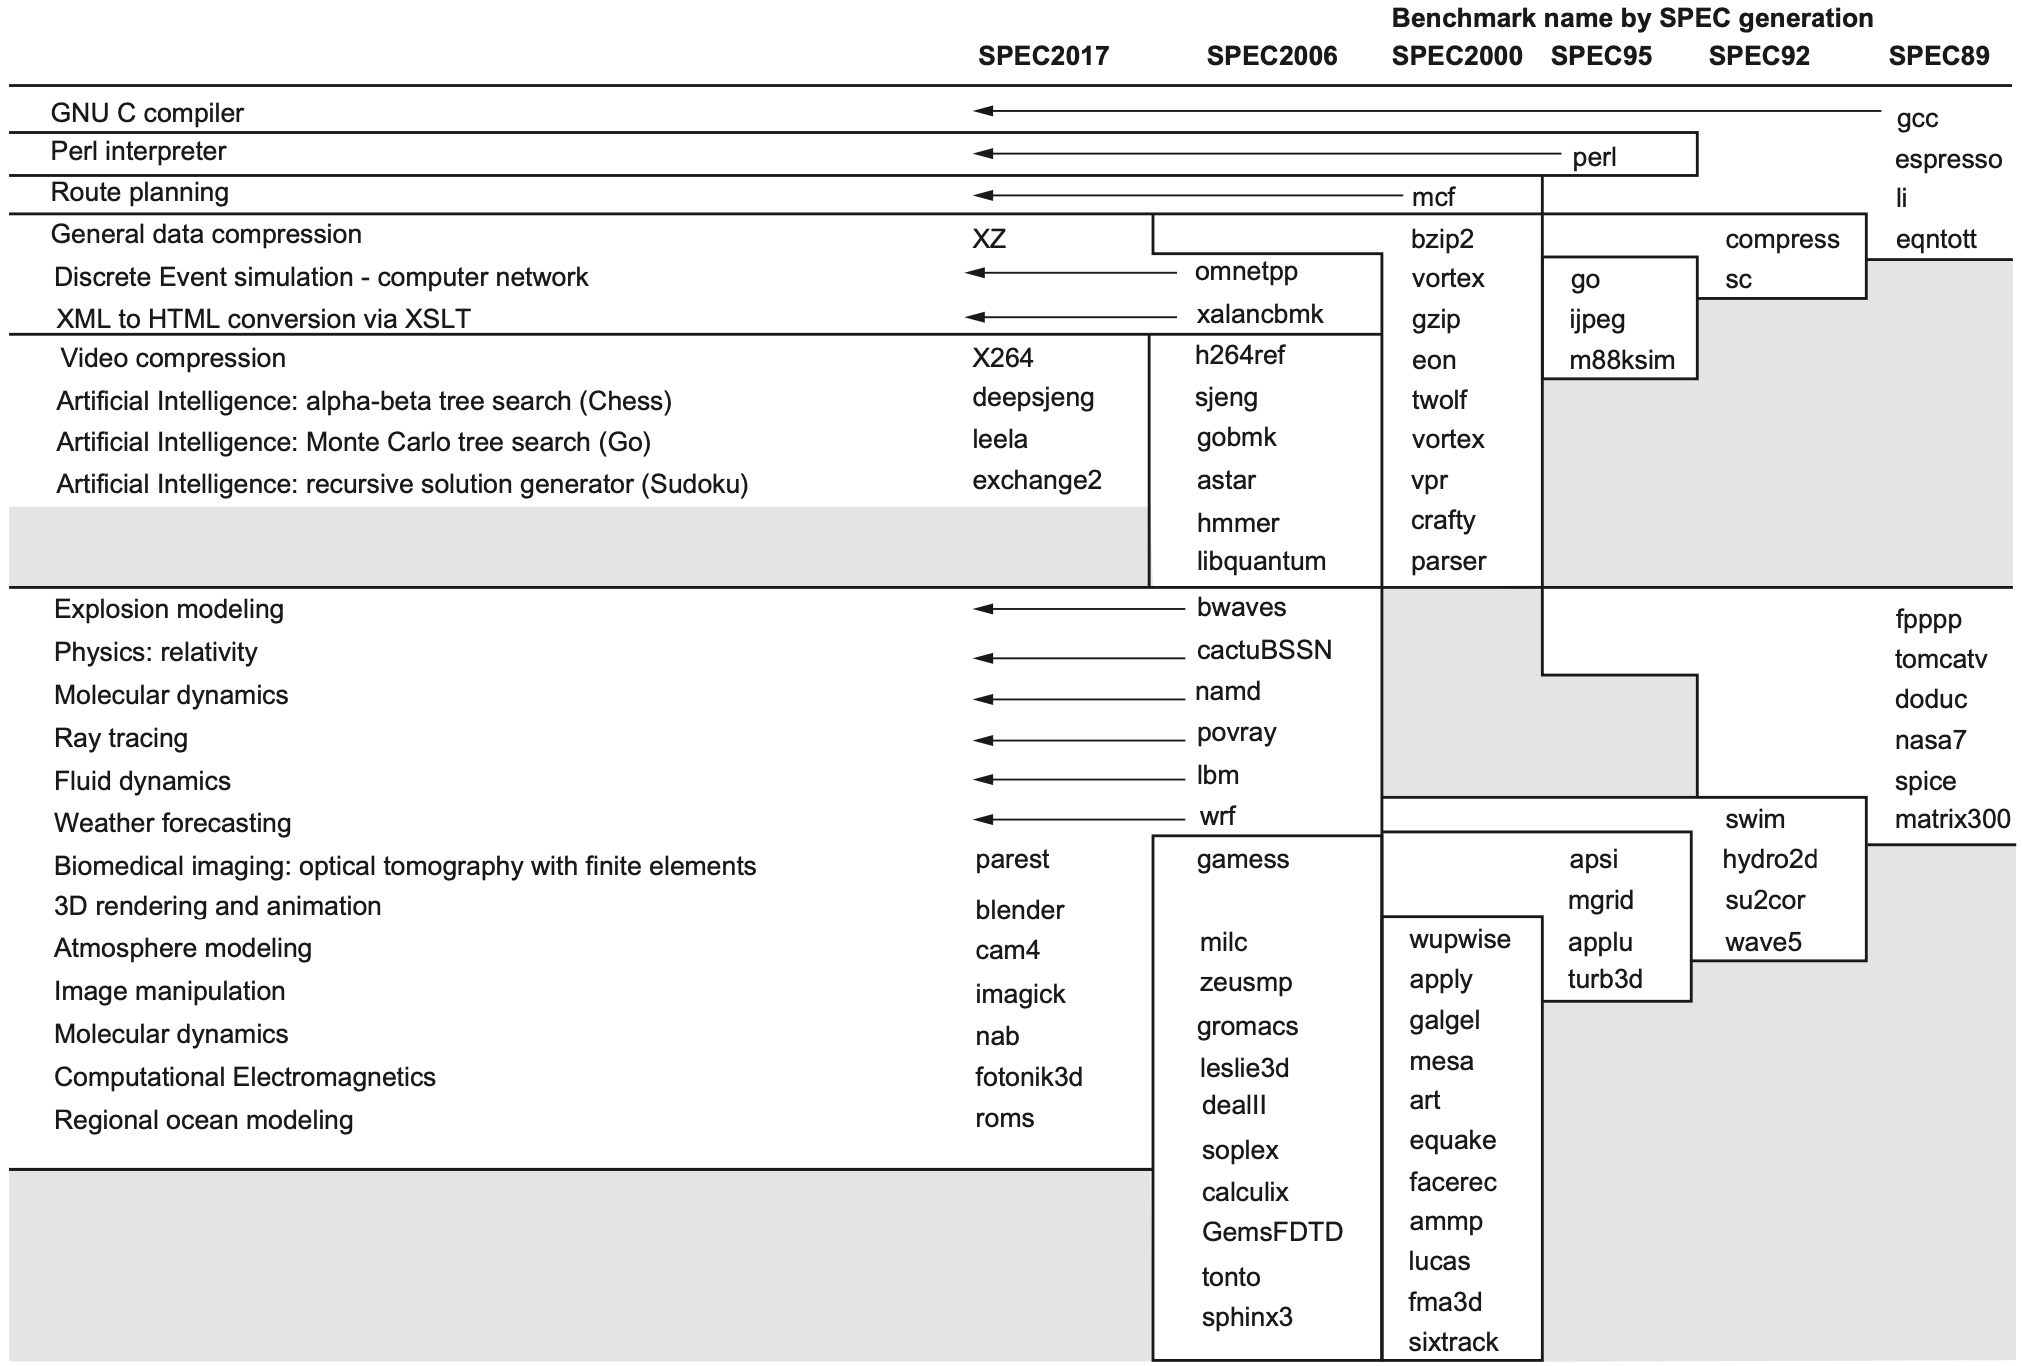 Benchmark name by SPEC generation
SPEC2017 SPEC2006 SPEC2000 SPEC95 SPEC92 SPEC89
GNU C compiler gcc
Perl interpreter perl espresso
Route planning mcf li
General data compression XZ bzip2 compress eqntott
Discrete Event simulation - computer network omnetpp vortex go sc
XML to HTML conversion via XSLT xalancbmk gzip ijpeg
Video compression X264 h264ref eon m88ksim
Artificial Intelligence: alpha-beta tree search (Chess) deepsjeng sjeng twolf
Artificial Intelligence: Monte Carlo tree search (Go) leela gobmk vortex
Artificial Intelligence: recursive solution generator (Sudoku) exchange2 astar vpr
hmmer crafty
libquantum parser
Explosion modeling bwaves fpppp
Physics: relativity cactuBSSN tomcatv
Molecular dynamics namd doduc
Ray tracing povray nasa7
Fluid dynamics lbm spice
Weather forecasting wrf swim matrix300
Biomedical imaging: optical tomography with finite elements parest gamess apsi hydro2d
3D rendering and animation blender mgrid su2cor
Atmosphere modeling cam4 milc wupwise applu wave5
Image manipulation imagick zeusmp apply turb3d
Molecular dynamics nab gromacs galgel
Computational Electromagnetics fotonik3d leslie3d mesa
Regional ocean modeling roms dealII art
soplex equake
calculix facerec
GemsFDTD ammp
tonto lucas
sphinx3 fma3d
sixtrack